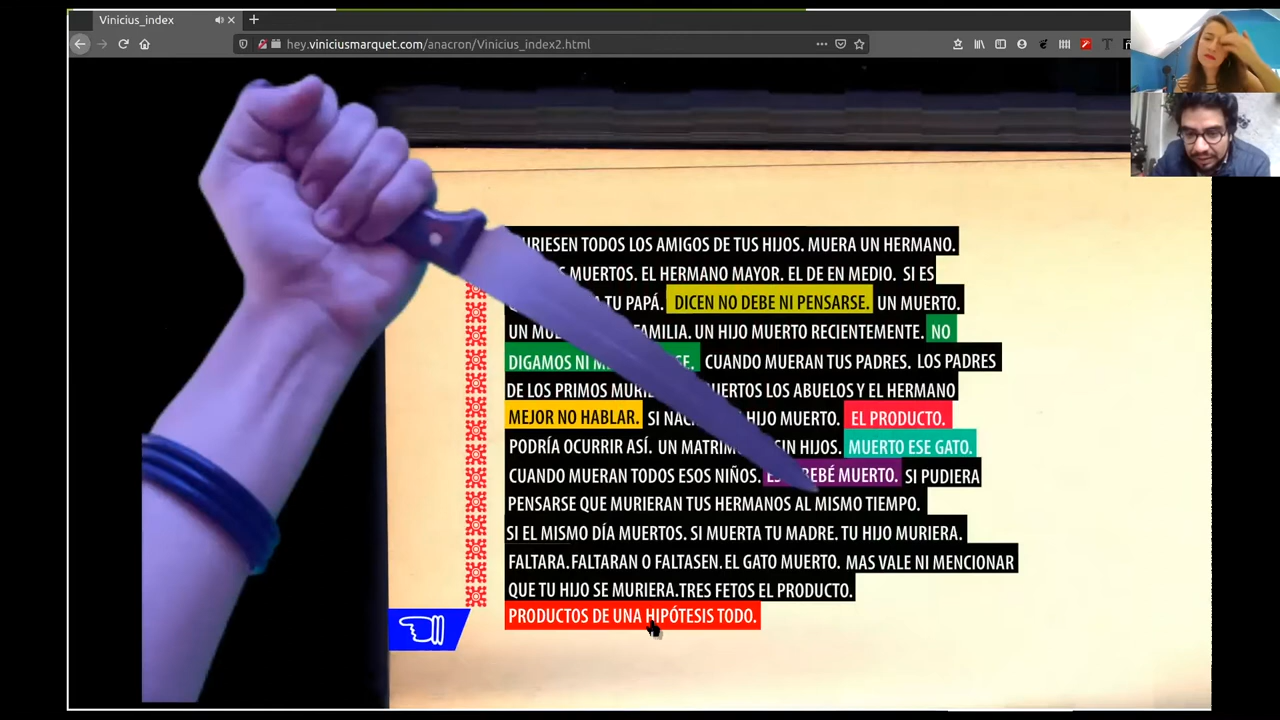 Vinicius_index
hey.viniciusmarquet.com/anacron/Vinicius_index2.html
RIESEN TODOS LOS AMIGOS DE TUS HIJOS. MUERA UN HERMANO.
MUERTOS. EL HERMANO MAYOR. EL DE EN MEDIO. SI ES
TU PAPÁ. DICEN NO DEBE NI PENSARSE. UN MUERTO.
UN FAMILIA. UN HIJO MUERTO RECIENTEMENTE. NO
DIGAMOS NI CUANDO MUERAN TUS PADRES. LOS PADRES
DE LOS PRIMOS LOS ABUELOS Y EL HERMANO
MEJOR NO HABLAR. SI HIJO MUERTO. EL PRODUCTO.
PODRÍA OCURRIR ASÍ. UN SIN HIJOS. MUERTO ESE GATO.
CUANDO MUERAN TODOS ESOS NIÑOS. BEBÉ MUERTO. SI PUDIERA
PENSARSE QUE MURIERAN TUS HERMANOS AL MISMO TIEMPO.
SI EL MISMO DÍA MUERTOS. SI MUERTA TU MADRE. TU HIJO MURIERA.
FALTARA.FALTARAN O FALTASEN.EL GATO MUERTO. MAS VALE NI MENCIONAR
QUE TU HIJO SE MURIERA.TRES FETOS EL PRODUCTO.
PRODUCTOS DE UNA HIPÓTESIS TODO.